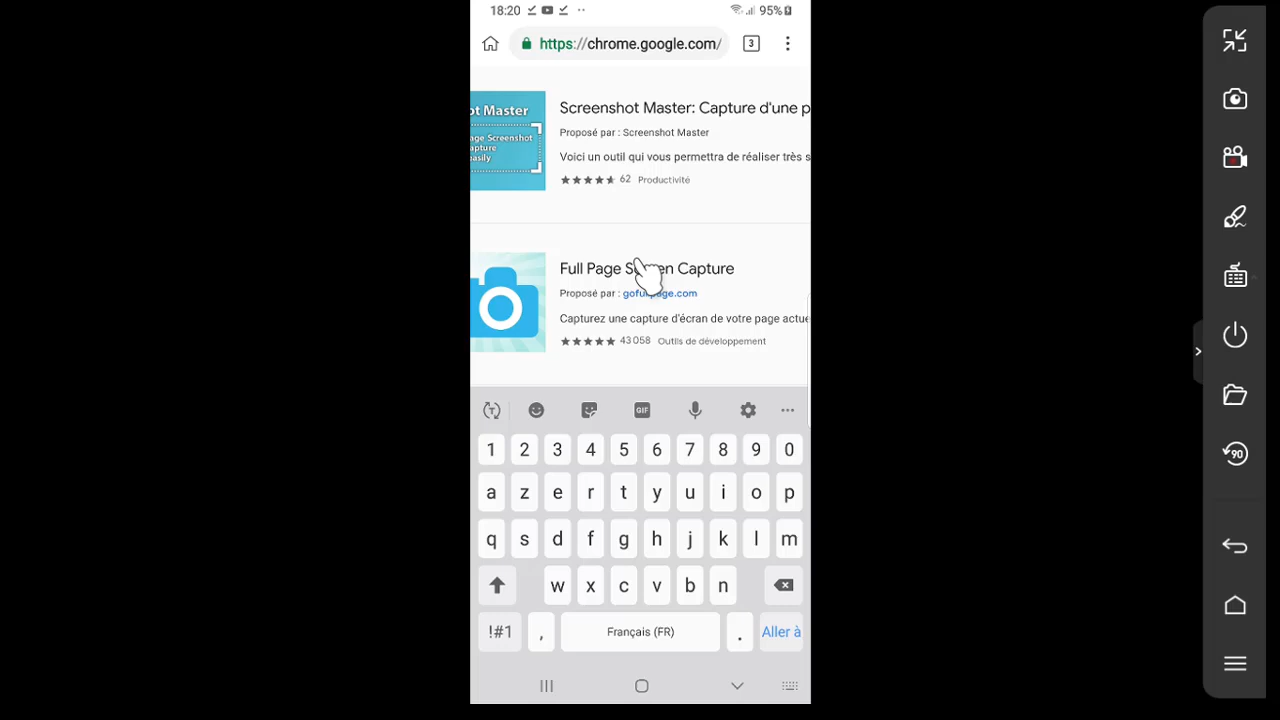 18:20
95%
https://chrome.google.com/
3
ot Master
age Screenshot
apture
asily
Screenshot Master: Capture d'une p
Proposé par : Screenshot Master
Voici un outil qui vous permettra de réaliser très s
62 Productivité
Full Page Screen Capture
Proposé par : gofullpage.com
Capturez une capture d'écran de votre page actue
43 058 Outils de développement
T
GIF
1 2 3 4 5 6 7 8 9 0
a z e r t y u i o p
q s d f g h j k l m
w x c v b n
!#1 , Français (FR) . Aller à
90